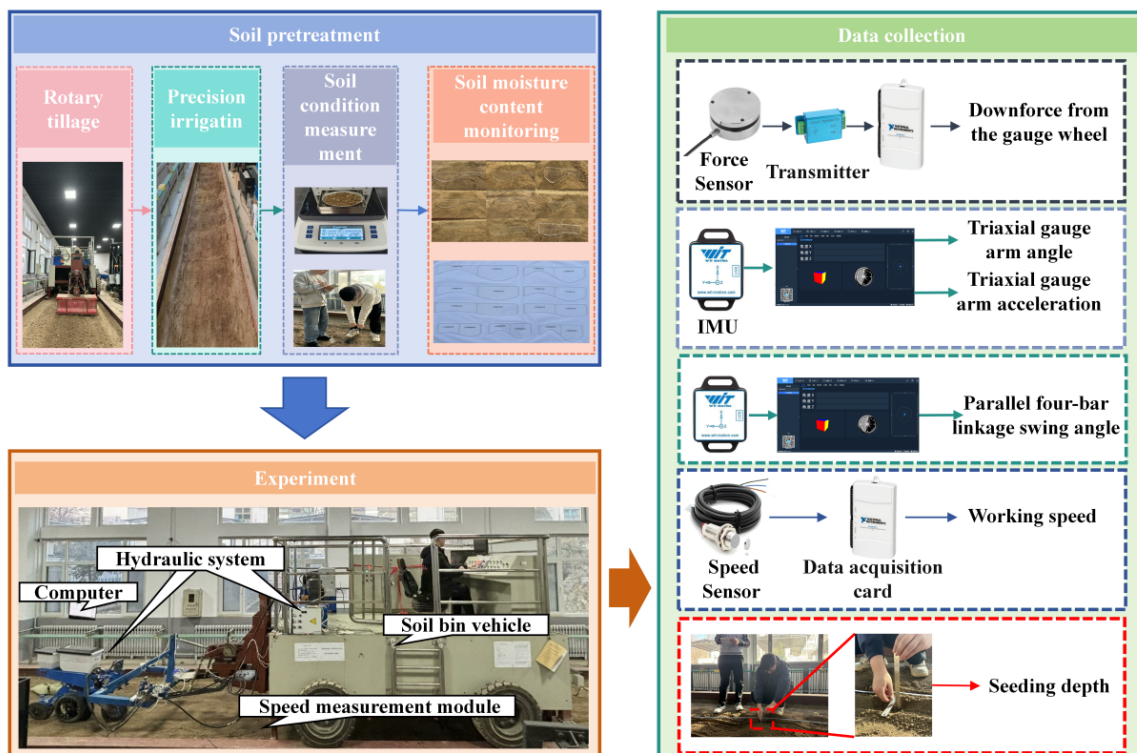 Soil pretreatment
Rotary
tillage
Precision
irrigatin
Soil
condition
measure
ment
Soil moisture
content
monitoring
Experiment
Hydraulic system
Computer
Soil bin vehicle
Speed measurement module
Data collection
Force
Sensor
Transmitter
Downforce from
the gauge wheel
IMU
Triaxial gauge
arm angle
Triaxial gauge
arm acceleration
Parallel four-bar
linkage swing angle
Speed
Sensor
Data acquisition
card
Working speed
Seeding depth